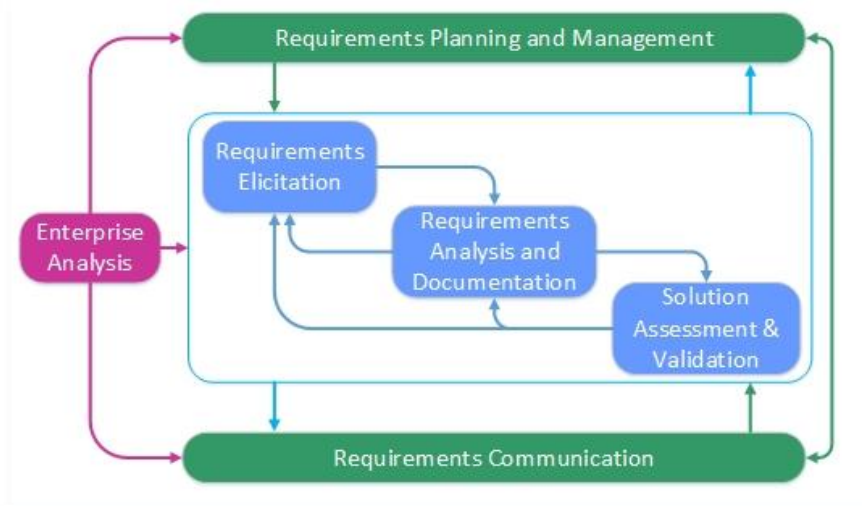 Requirements Planning and Management
Requirements
Elicitation
Requirements
Analysis and
Documentation
Enterprise
Analysis
Solution
Assessment &
Validation
Requirements Communication